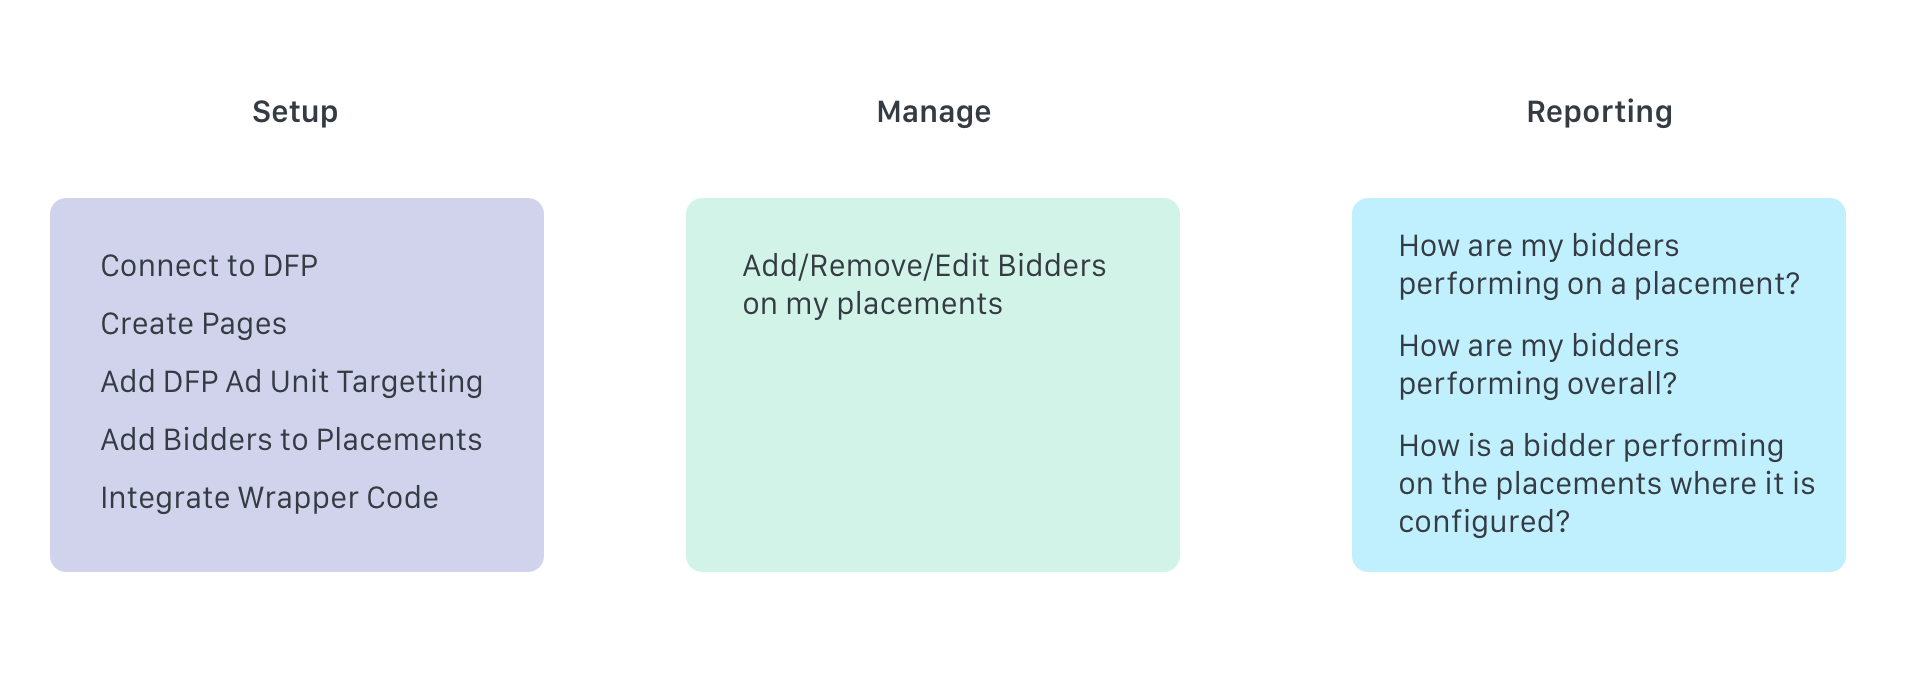 Setup
Connect to DFP
Create Pages
Add DFP Ad Unit Targetting
Add Bidders to Placements
Integrate Wrapper Code
Manage
Add/Remove/Edit Bidders
on my placements
Reporting
How are my bidders
performing on a placement?
How are my bidders
performing overall?
How is a bidder performing
on the placements where it is
configured?